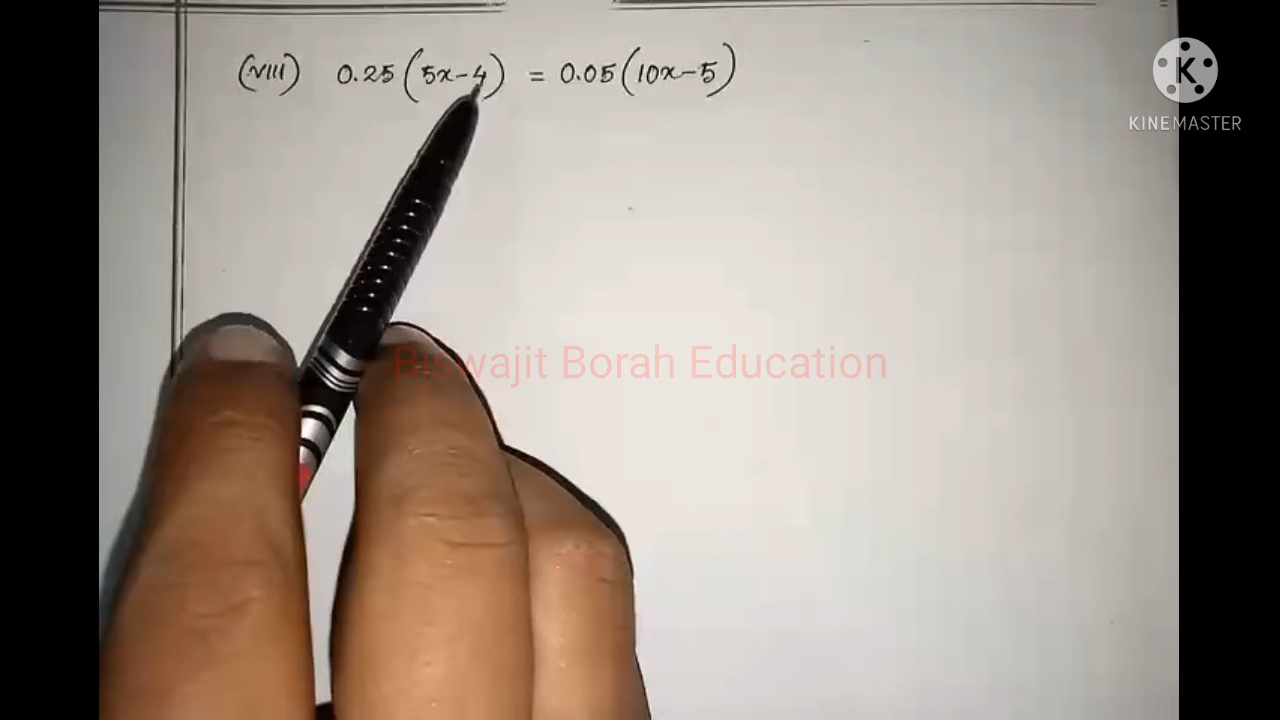 (VIII) 0.25(5x-4) = 0.05(10x-5)
K
KINEMASTER
Biswajit Borah Education